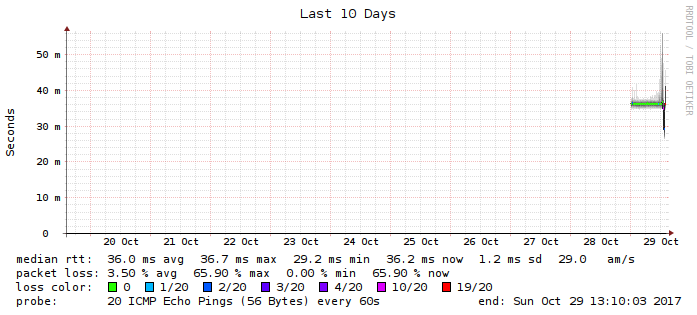 Last 10 Days
RRDTOOL / TOBI OETIKER
Seconds
50 m
40 m
30 m
20 m
10 m
0
20 Oct 21 Oct 22 Oct 23 Oct 24 Oct 25 Oct 26 Oct 27 Oct 28 Oct 29 Oct
median rtt: 36.0 ms avg 36.7 ms max 29.2 ms min 36.2 ms now 1.2 ms sd 29.0 am/s
packet loss: 3.50 % avg 65.90 % max 0.00 % min 65.90 % now
loss color: 0 1/20 2/20 3/20 4/20 10/20 19/20
probe: 20 ICMP Echo Pings (56 Bytes) every 60s end: Sun Oct 29 13:10:03 2017